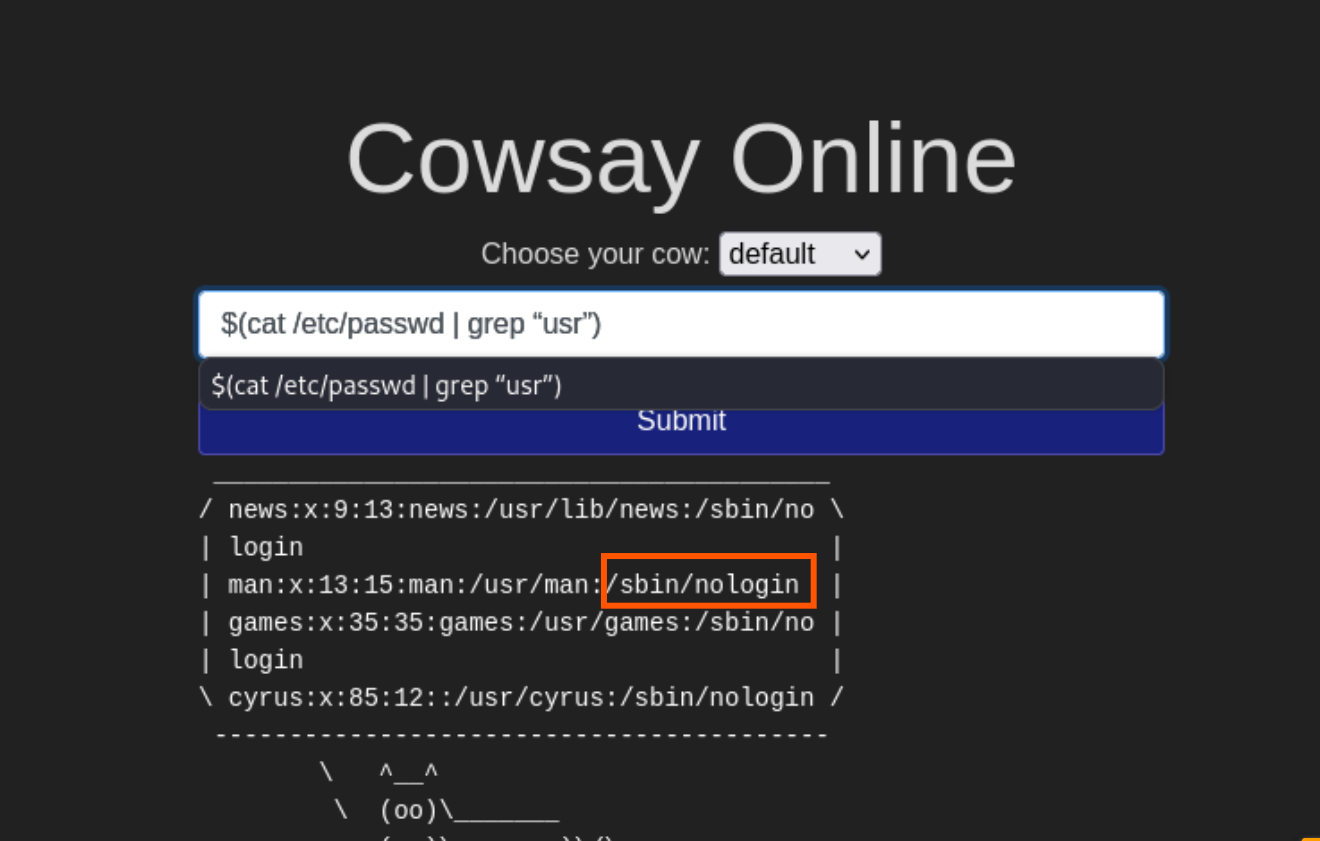 Cowsay Online
Choose your cow: default
$(cat /etc/passwd | grep “usr”)
$(cat /etc/passwd | grep “usr”)
Submit
 _________________________________________
/ news:x:9:13:news:/usr/lib/news:/sbin/no \
| login                                   |
| man:x:13:15:man:/usr/man:/sbin/nologin  |
| games:x:35:35:games:/usr/games:/sbin/no |
| login                                   |
\ cyrus:x:85:12::/usr/cyrus:/sbin/nologin /
 -----------------------------------------
        \   ^__^
         \  (oo)\_______